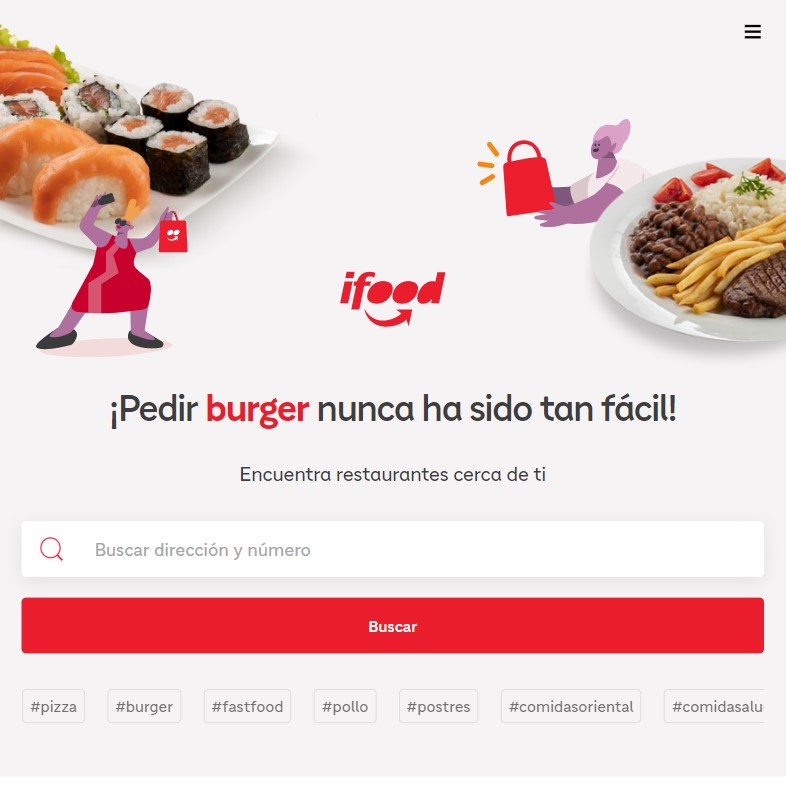 ifood
¡Pedir burger nunca ha sido tan fácil!
Encuentra restaurantes cerca de ti
Buscar dirección y número
Buscar
#pizza #burger #fastfood #pollo #postres #comidasoriental #comidasalu